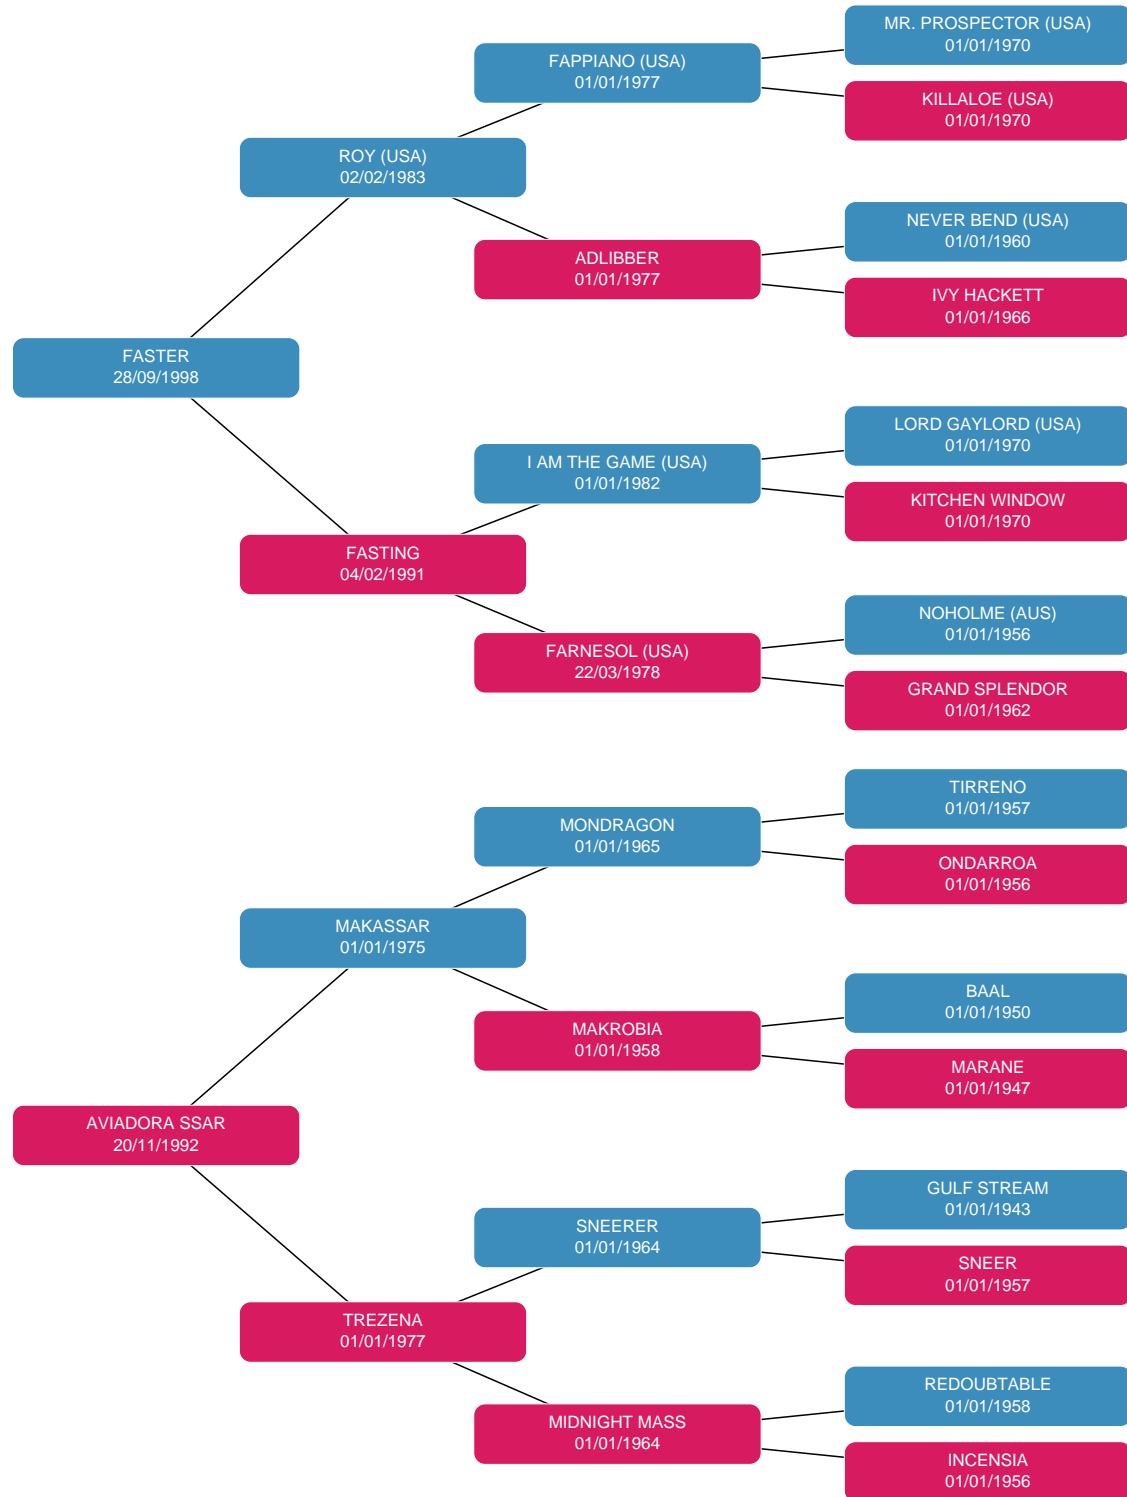 MR. PROSPECTOR (USA)
01/01/1970
FAPPIANO (USA)
01/01/1977
KILLALOE (USA)
01/01/1970
ROY (USA)
02/02/1983
NEVER BEND (USA)
01/01/1960
ADLIBBER
01/01/1977
IVY HACKETT
01/01/1966
FASTER
28/09/1998
LORD GAYLORD (USA)
01/01/1970
I AM THE GAME (USA)
01/01/1982
KITCHEN WINDOW
01/01/1970
FASTING
04/02/1991
NOHOLME (AUS)
01/01/1956
FARNESOL (USA)
22/03/1978
GRAND SPLENDOR
01/01/1962
TIRRENO
01/01/1957
MONDRAGON
01/01/1965
ONDARROA
01/01/1956
MAKASSAR
01/01/1975
BAAL
01/01/1950
MAKROBIA
01/01/1958
MARANE
01/01/1947
AVIADORA SSAR
20/11/1992
GULF STREAM
01/01/1943
SNEERER
01/01/1964
SNEER
01/01/1957
TREZENA
01/01/1977
REDOUBTABLE
01/01/1958
MIDNIGHT MASS
01/01/1964
INCENSIA
01/01/1956